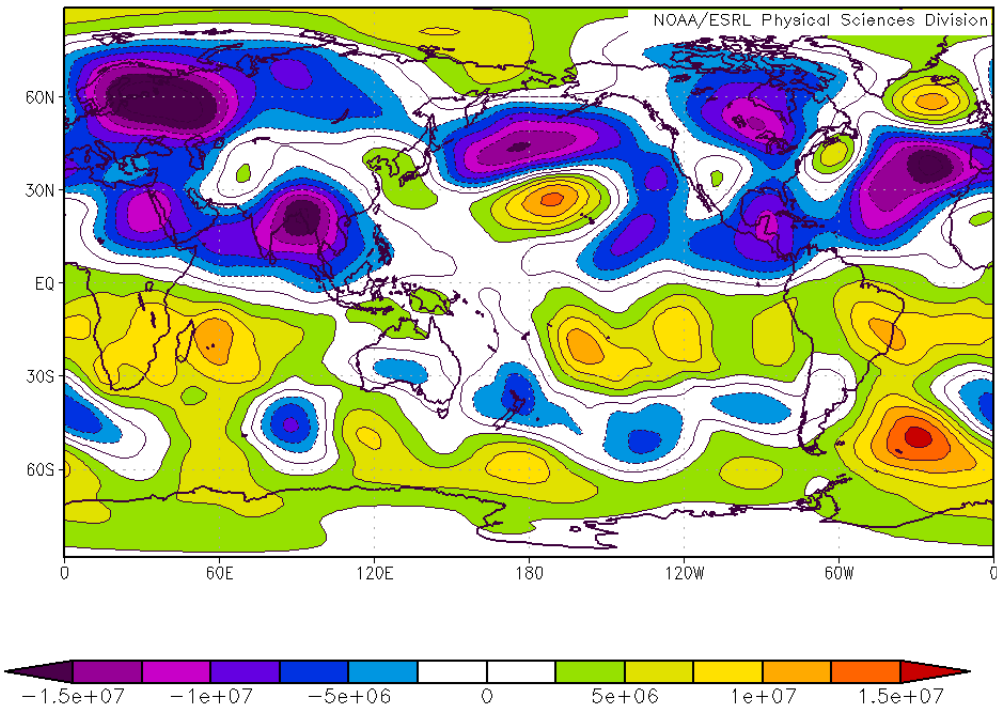 NOAA/ESRL Physical Sciences Division
60N
30N
EQ
30S
60S
0 60E 120E 180 120W 60W 0
−1.5e+07 −1e+07 −5e+06 0 5e+06 1e+07 1.5e+07